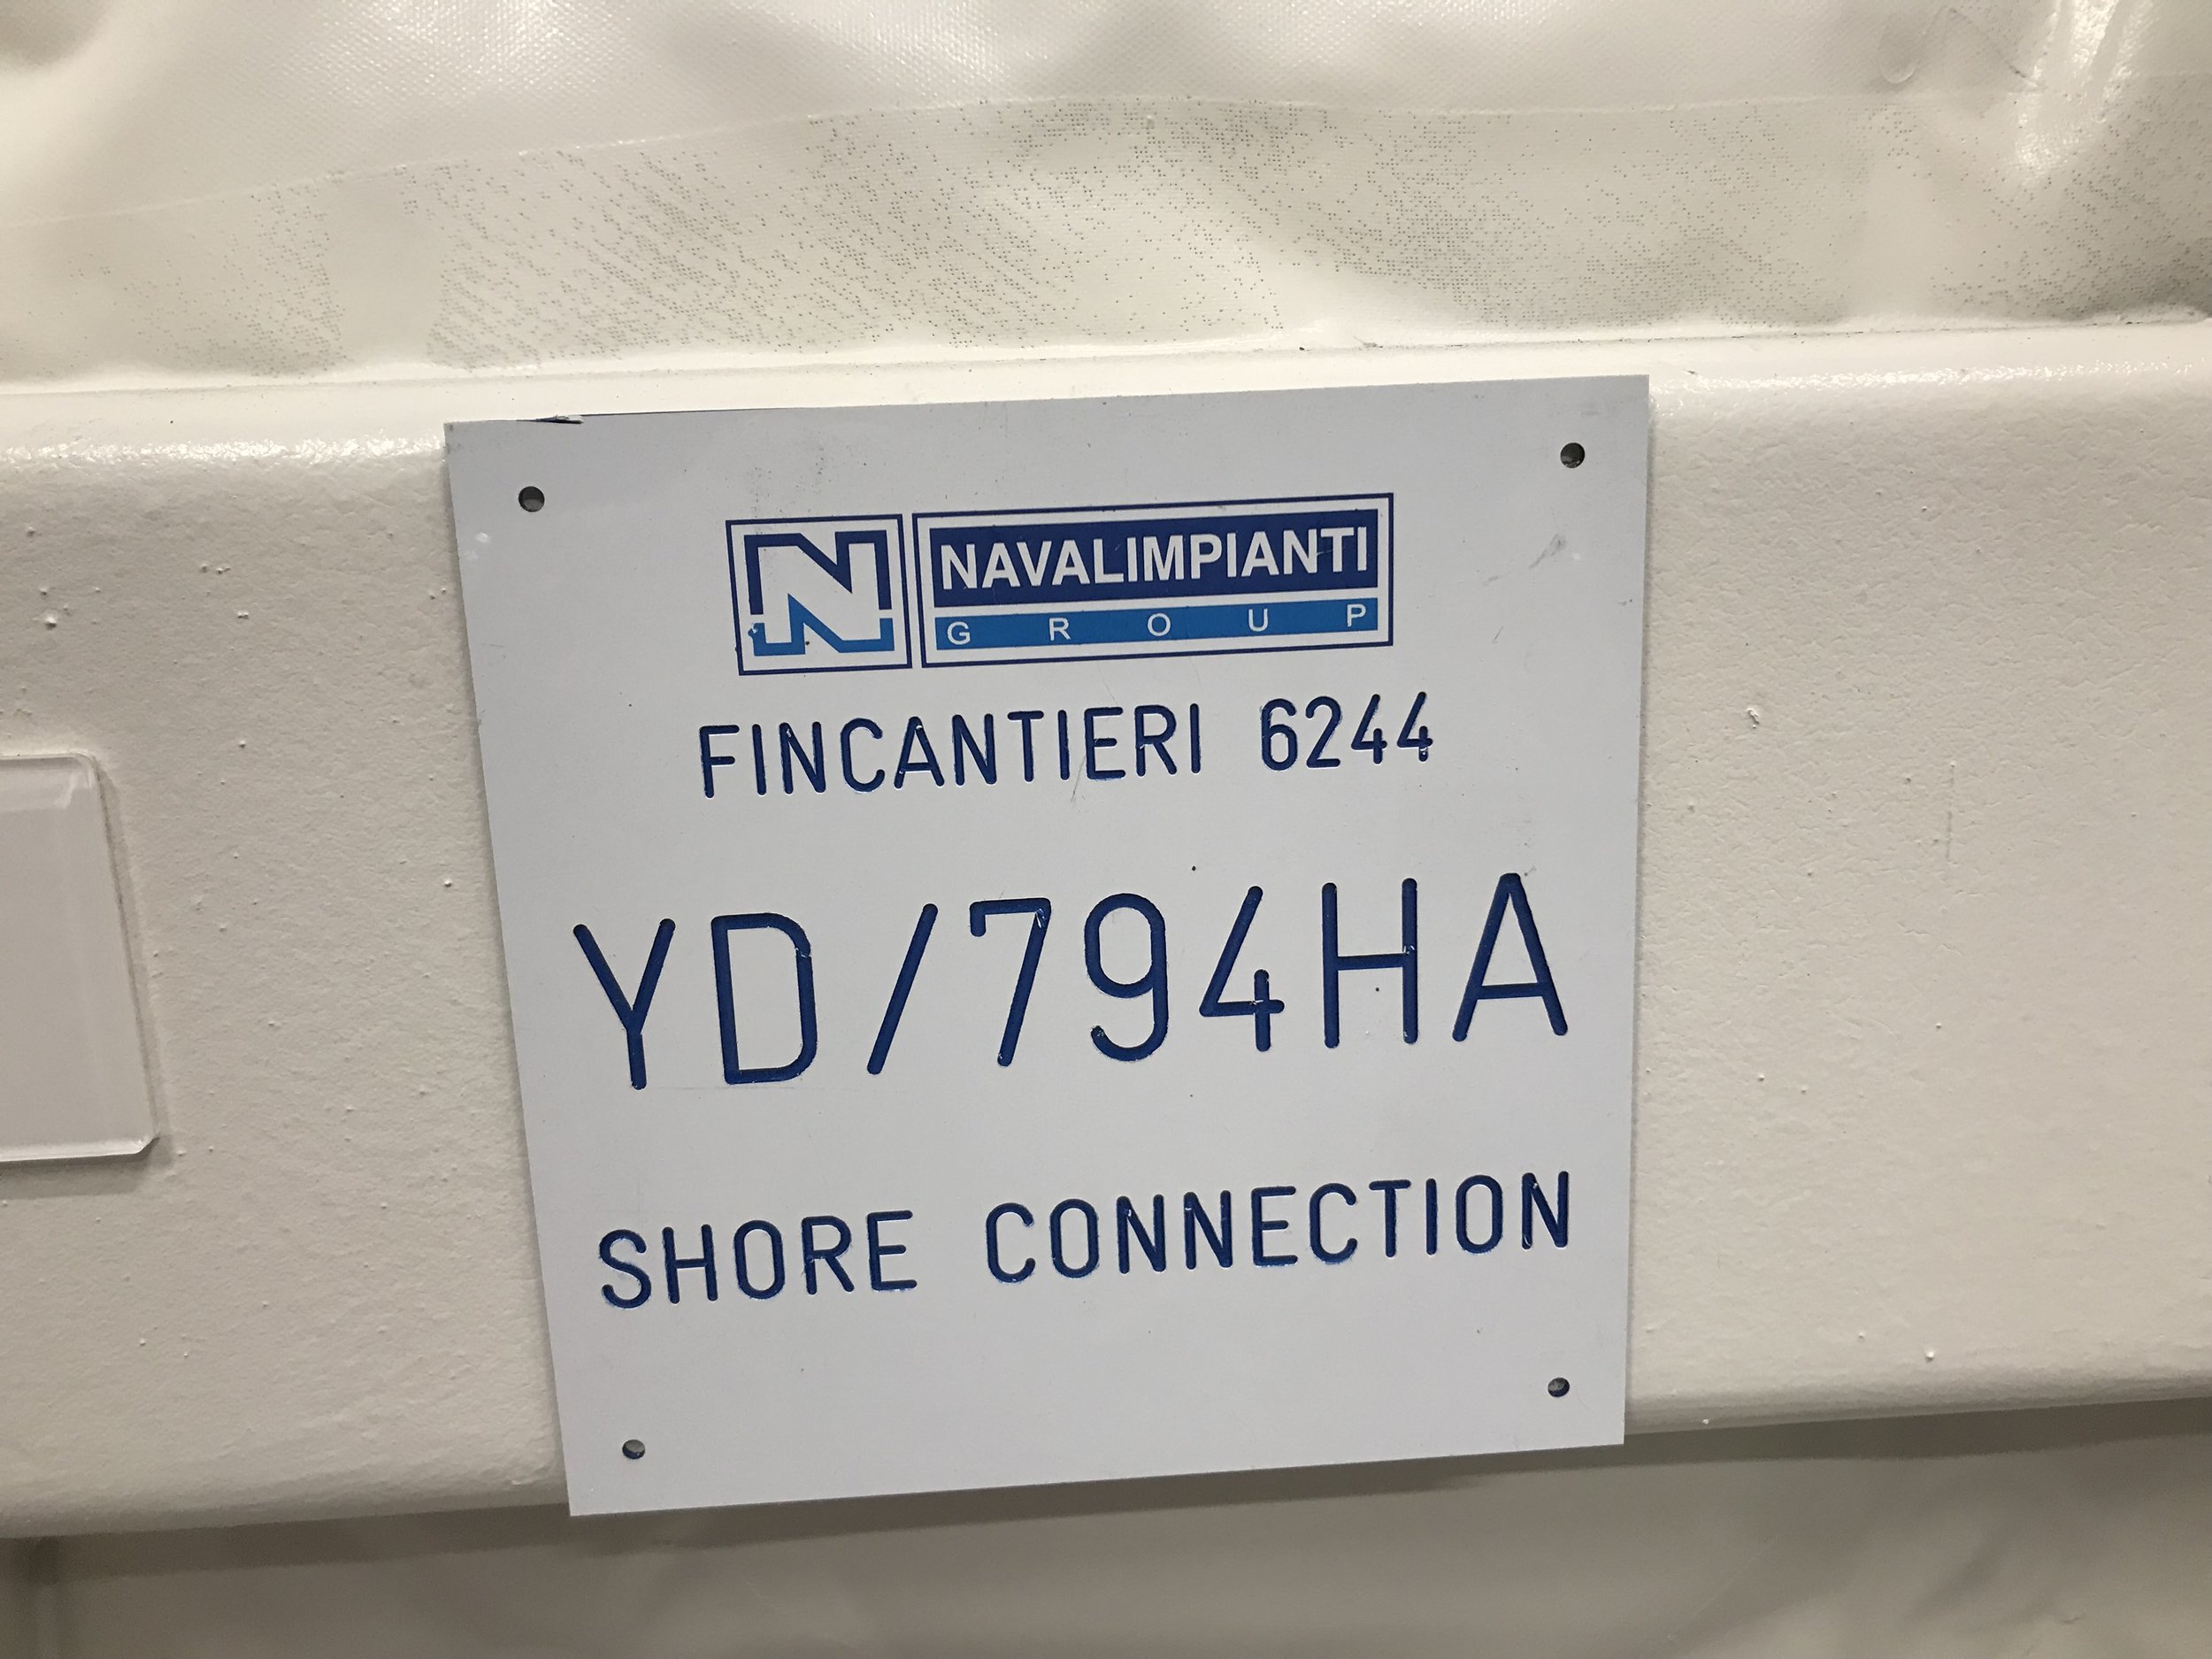 N NAVALIMPIANTI
GROUP
FINCANTIERI 6244
YD/794HA
SHORE CONNECTION